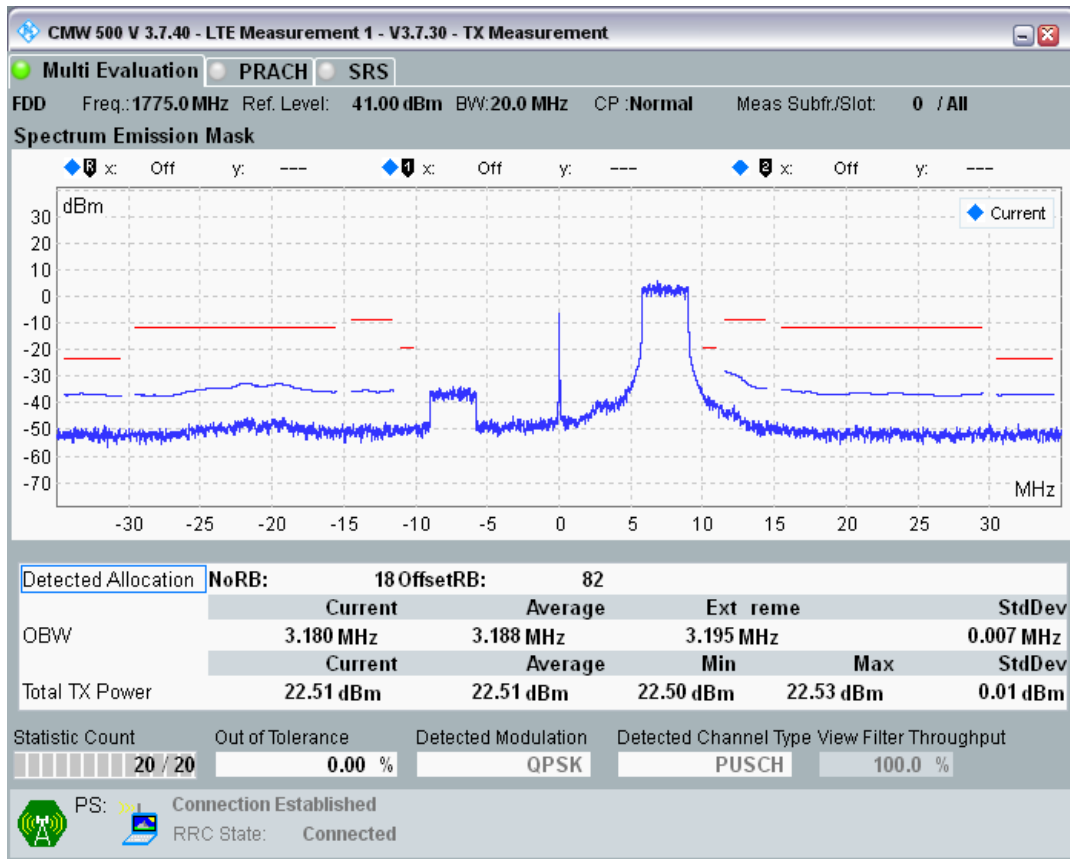 CMW 500 V 3.7.40 - LTE Measurement 1 - V3.7.30 - TX Measurement
Multi Evaluation PRACH SRS
FDD Freq.: 1775.0 MHz Ref. Level: 41.00 dBm BW: 20.0 MHz CP : Normal Meas Subfr./Slot: 0 / All
Spectrum Emission Mask
R x: Off y: --- 1 x: Off y: --- 2 x: Off y: ---
dBm
Current
30
20
10
0
-10
-20
-30
-40
-50
-60
-70
MHz
-30 -25 -20 -15 -10 -5 0 5 10 15 20 25 30
Detected Allocation NoRB: 18 OffsetRB: 82
Current Average Ext reme StdDev
OBW 3.180 MHz 3.188 MHz 3.195 MHz 0.007 MHz
Current Average Min Max StdDev
Total TX Power 22.51 dBm 22.51 dBm 22.50 dBm 22.53 dBm 0.01 dBm
Statistic Count Out of Tolerance Detected Modulation Detected Channel Type View Filter Throughput
20 / 20 0.00 % QPSK PUSCH 100.0 %
PS: Connection Established
RRC State: Connected